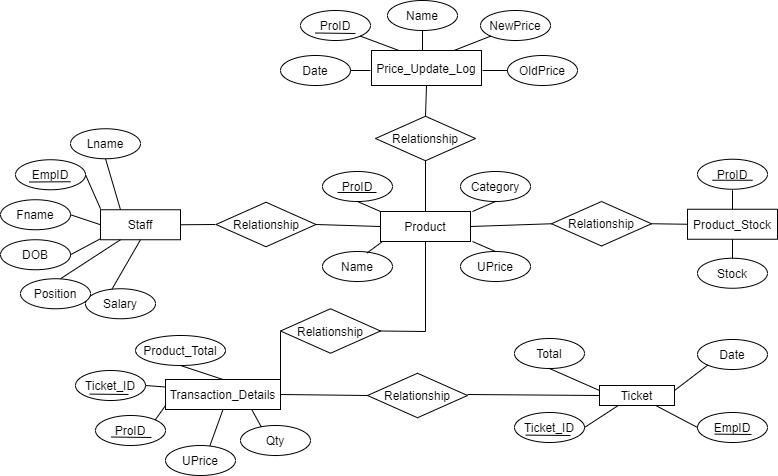 Name
ProID
NewPrice
Date
Price_Update_Log
OldPrice
Relationship
Lname
EmpID
ProID
Category
ProID
Fname
Staff
Relationship
Product
Relationship
Product_Stock
DOB
Name
UPrice
Stock
Position
Salary
Relationship
Product_Total
Total
Date
Ticket_ID
Transaction_Details
Relationship
Ticket
ProID
Qty
Ticket_ID
EmpID
UPrice